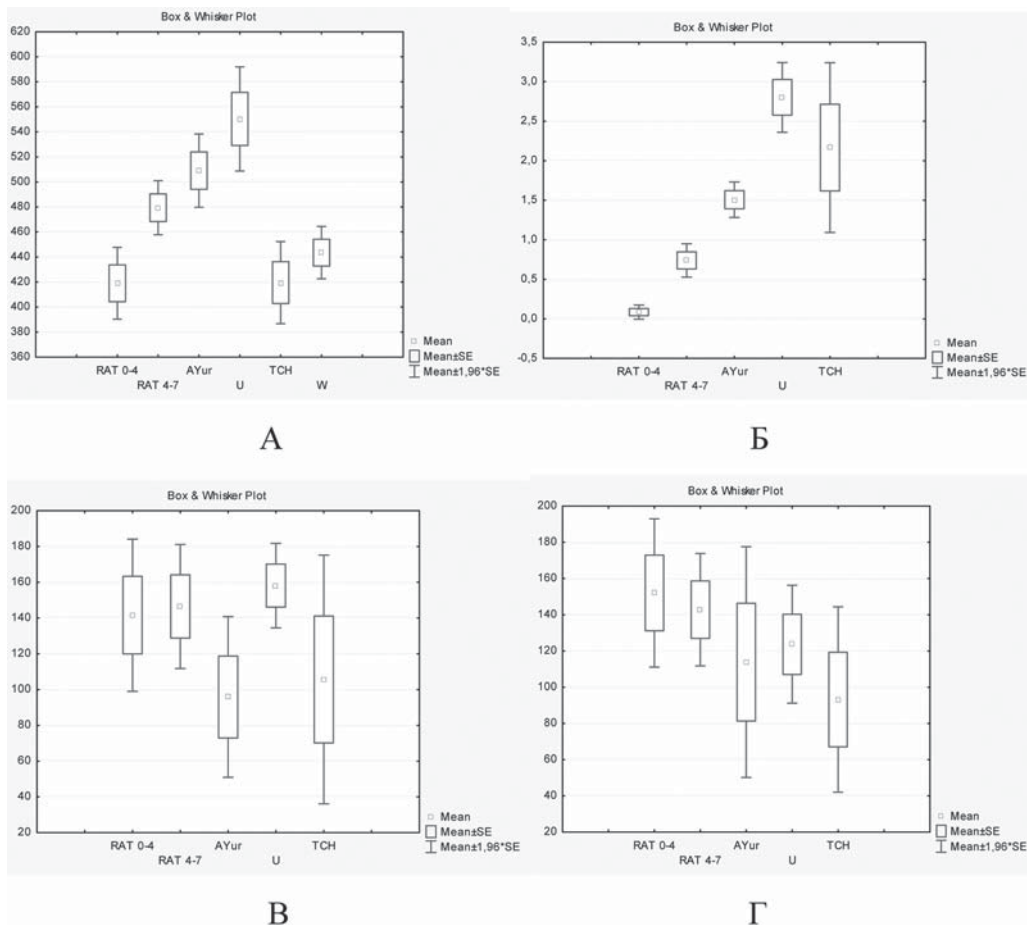 Box & Whisker Plot
620
600
580
560
540
520
500
480
460
440
420
400
380
360
RAT 0-4
RAT 4-7
AYur
U
TCH
W
Mean
Mean±SE
Mean±1,96*SE
А
Box & Whisker Plot
3,5
3,0
2,5
2,0
1,5
1,0
0,5
0,0
-0,5
RAT 0-4
RAT 4-7
AYur
U
TCH
Mean
Mean±SE
Mean±1,96*SE
Б
Box & Whisker Plot
200
180
160
140
120
100
80
60
40
20
RAT 0-4
RAT 4-7
AYur
U
TCH
Mean
Mean±SE
Mean±1,96*SE
В
Box & Whisker Plot
200
180
160
140
120
100
80
60
40
20
RAT 0-4
RAT 4-7
AYur
U
TCH
Mean
Mean±SE
Mean±1,96*SE
Г